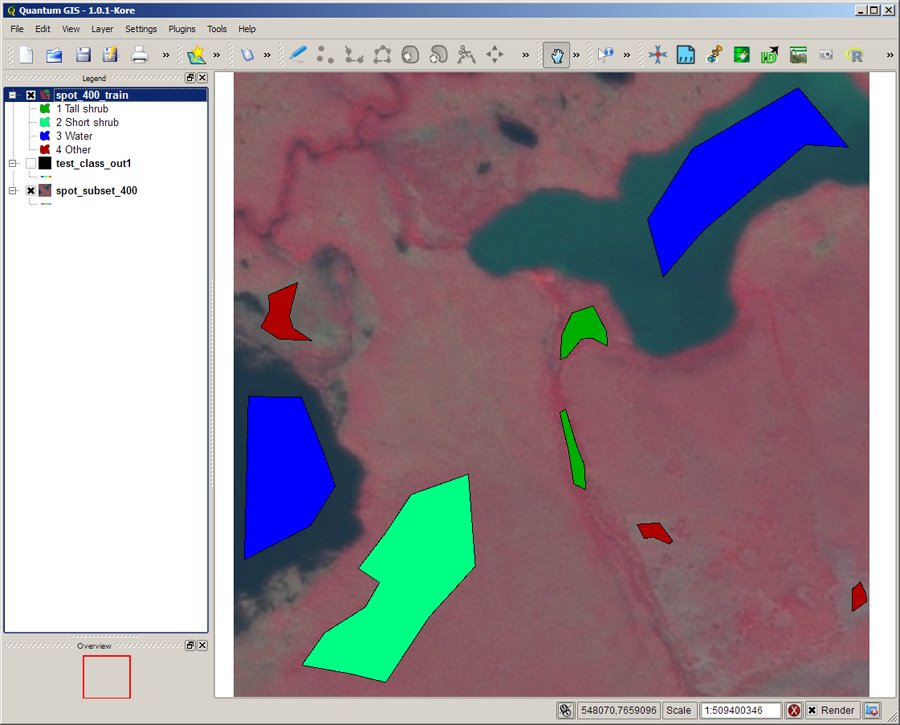 Quantum GIS - 1.0.1-Kore
File Edit View Layer Settings Plugins Tools Help
Legend
spot_400_train
1 Tall shrub
2 Short shrub
3 Water
4 Other
test_class_out1
spot_subset_400
Overview
548070,7659096 Scale 1:509400346 Render